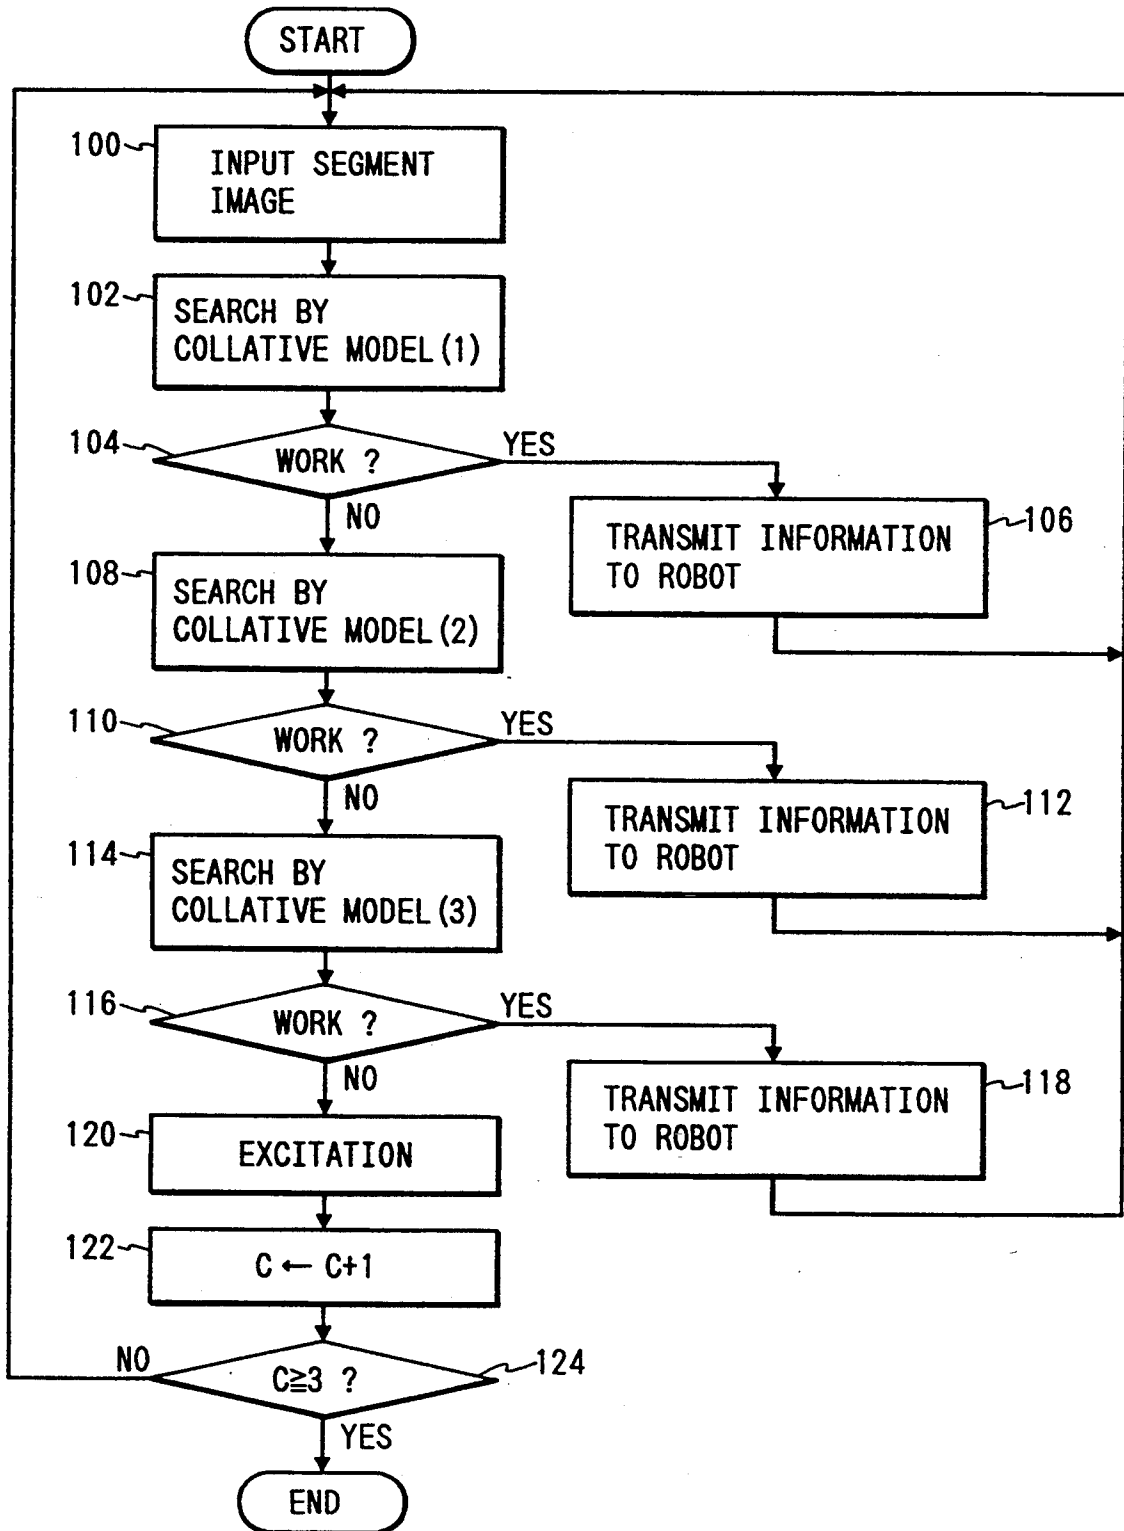 START
100
INPUT SEGMENT
IMAGE
102
SEARCH BY
COLLATIVE MODEL(1)
104
WORK ?
YES
NO
106
TRANSMIT INFORMATION
TO ROBOT
108
SEARCH BY
COLLATIVE MODEL(2)
110
WORK ?
YES
NO
112
TRANSMIT INFORMATION
TO ROBOT
114
SEARCH BY
COLLATIVE MODEL(3)
116
WORK ?
YES
NO
118
TRANSMIT INFORMATION
TO ROBOT
120
EXCITATION
122
C ← C+1
NO
C≧3 ?
124
YES
END